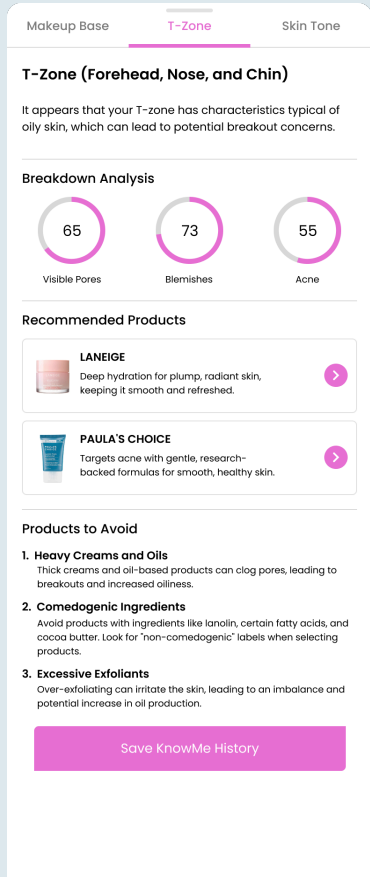 Makeup Base
T-Zone
Skin Tone
T-Zone (Forehead, Nose, and Chin)
It appears that your T-zone has characteristics typical of
oily skin, which can lead to potential breakout concerns.
Breakdown Analysis
65
73
55
Visible Pores
Blemishes
Acne
Recommended Products
LANEIGE
Deep hydration for plump, radiant skin,
keeping it smooth and refreshed.
PAULA'S CHOICE
Targets acne with gentle, research-
backed formulas for smooth, healthy skin.
Products to Avoid
1. Heavy Creams and Oils
Thick creams and oil-based products can clog pores, leading to
breakouts and increased oiliness.
2. Comedogenic Ingredients
Avoid products with ingredients like lanolin, certain fatty acids, and
cocoa butter. Look for "non-comedogenic" labels when selecting
products.
3. Excessive Exfoliants
Over-exfoliating can irritate the skin, leading to an imbalance and
potential increase in oil production.
Save KnowMe History